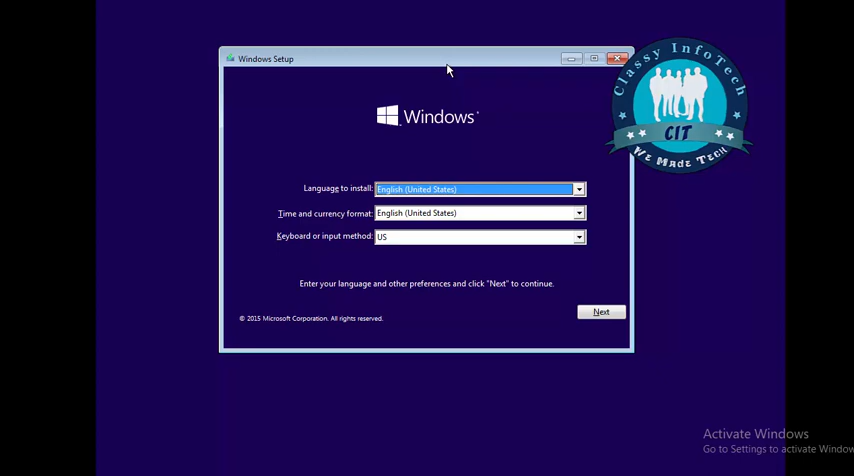 Windows Setup
Classy InfoTech
CIT
We Made Tech
Windows
Language to install: English (United States)
Time and currency format: English (United States)
Keyboard or input method: US
Enter your language and other preferences and click "Next" to continue.
© 2015 Microsoft Corporation. All rights reserved.
Next
Activate Windows
Go to Settings to activate Window